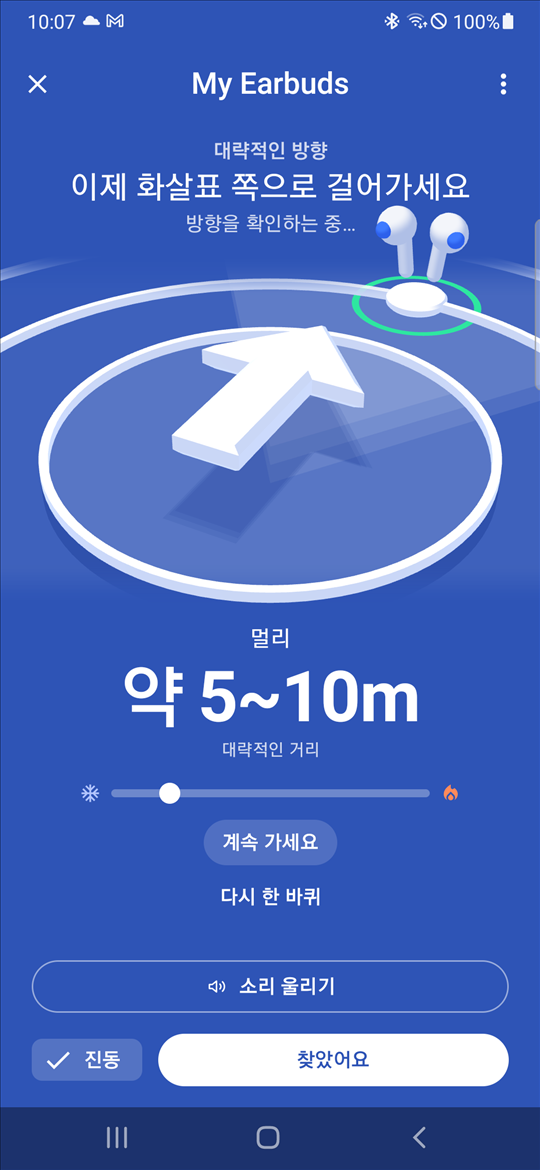 10:07
100%
My Earbuds
대략적인 방향
이제 화살표 쪽으로 걸어가세요
방향을 확인하는 중...
멀리
약 5~10m
대략적인 거리
계속 가세요
다시 한 바퀴
소리 울리기
진동
찾았어요